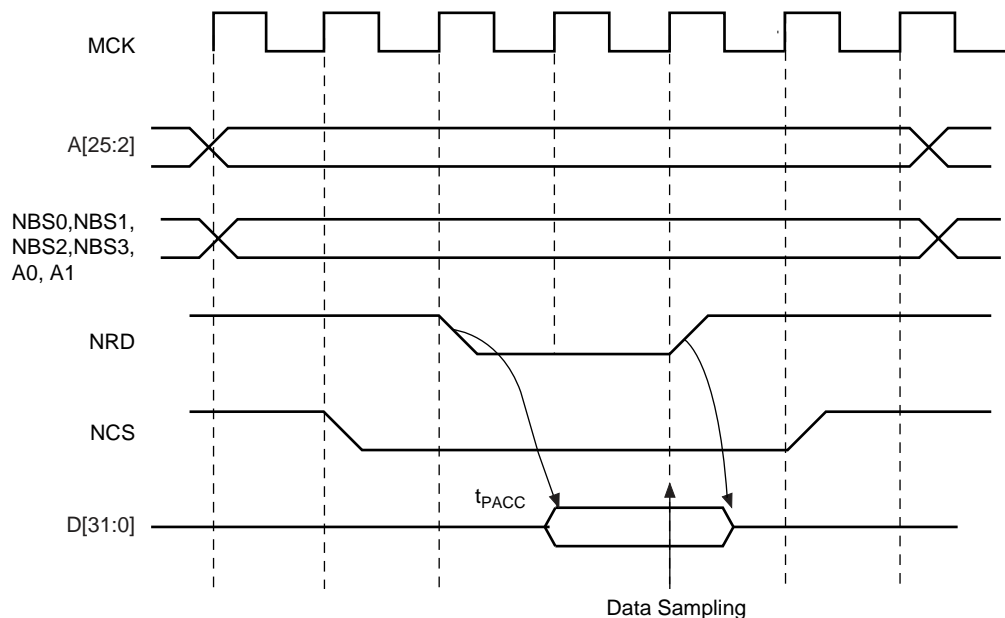 MCK
A[25:2]
NBS0,NBS1,
NBS2,NBS3,
A0, A1
NRD
NCS
tPACC
D[31:0]
Data Sampling